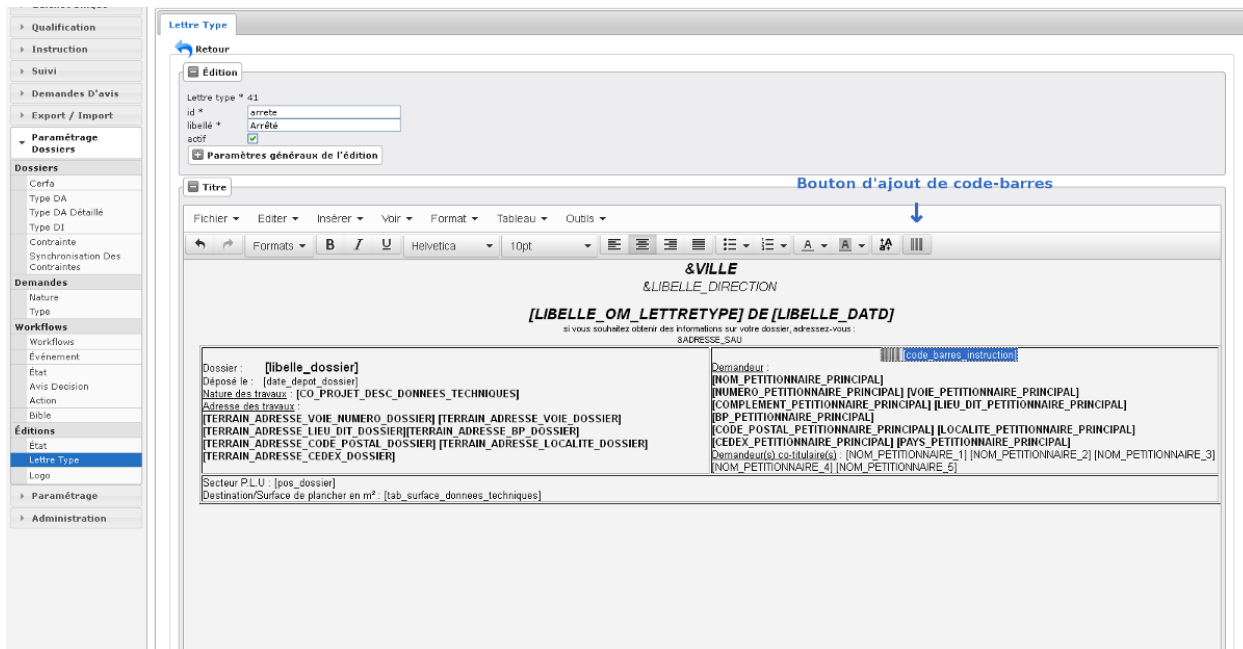 Qualification
Instruction
Suivi
Demandes D'avis
Export / Import
Paramétrage
Dossiers
Dossiers
Cerfa
Type DA
Type DA Détaillé
Type DI
Contrainte
Synchronisation Des
Contraintes
Demandes
Nature
Type
Workflows
Workflows
Événement
État
Avis Decision
Action
Bible
Éditions
État
Lettre Type
Logo
Paramétrage
Administration
Lettre Type
Retour
Édition
Lettre type * 41
id * arrete
libellé * Arrêté
actif
Paramètres généraux de l'édition
Titre
Bouton d'ajout de code-barres
Fichier Editer Insérer Voir Format Tableau Outils
Formats B I U Helvetica 10pt A A
&VILLE
&LIBELLE_DIRECTION
[LIBELLE_OM_LETTRETYPE] DE [LIBELLE_DATD]
si vous souhaitez obtenir des informations sur votre dossier, adressez-vous :
&ADRESSE_SAU
Dossier : [libelle_dossier]
Déposé le : [date_depot_dossier]
Nature des travaux : [CO_PROJET_DESC_DONNEES_TECHNIQUES]
Adresse des travaux :
[TERRAIN_ADRESSE_VOIE_NUMERO_DOSSIER] [TERRAIN_ADRESSE_VOIE_DOSSIER]
[TERRAIN_ADRESSE_LIEU_DIT_DOSSIER][TERRAIN_ADRESSE_BP_DOSSIER]
[TERRAIN_ADRESSE_CODE_POSTAL_DOSSIER] [TERRAIN_ADRESSE_LOCALITE_DOSSIER]
[TERRAIN_ADRESSE_CEDEX_DOSSIER]
[code_barres_instruction]
Demandeur :
[NOM_PETITIONNAIRE_PRINCIPAL]
[NUMERO_PETITIONNAIRE_PRINCIPAL] [VOIE_PETITIONNAIRE_PRINCIPAL]
[COMPLEMENT_PETITIONNAIRE_PRINCIPAL] [LIEU_DIT_PETITIONNAIRE_PRINCIPAL]
[BP_PETITIONNAIRE_PRINCIPAL]
[CODE_POSTAL_PETITIONNAIRE_PRINCIPAL] [LOCALITE_PETITIONNAIRE_PRINCIPAL]
[CEDEX_PETITIONNAIRE_PRINCIPAL] [PAYS_PETITIONNAIRE_PRINCIPAL]
Demandeur(s) co-titulaire(s) : [NOM_PETITIONNAIRE_1] [NOM_PETITIONNAIRE_2] [NOM_PETITIONNAIRE_3]
[NOM_PETITIONNAIRE_4] [NOM_PETITIONNAIRE_5]
Secteur P.L.U : [pos_dossier]
Destination/Surface de plancher en m² : [tab_surface_donnees_techniques]